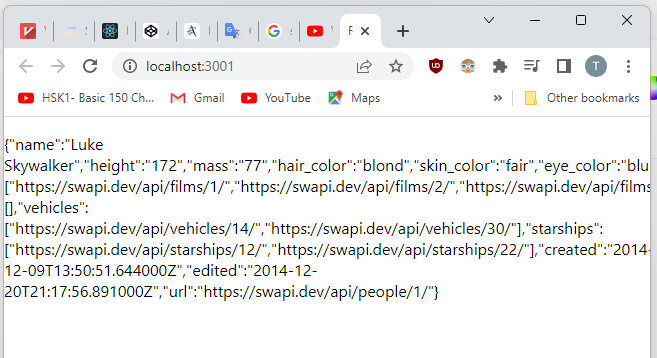 localhost:3001
HSK1- Basic 150 Ch...
Gmail
YouTube
Maps
»
Other bookmarks
T
{"name":"Luke
Skywalker","height":"172","mass":"77","hair_color":"blond","skin_color":"fair","eye_color":"blu
["https://swapi.dev/api/films/1/","https://swapi.dev/api/films/2/","https://swapi.dev/api/films
[],"vehicles":
["https://swapi.dev/api/vehicles/14/","https://swapi.dev/api/vehicles/30/"],"starships":
["https://swapi.dev/api/starships/12/","https://swapi.dev/api/starships/22/"],"created":"2014-
12-09T13:50:51.644000Z","edited":"2014-12-
20T21:17:56.891000Z","url":"https://swapi.dev/api/people/1/"}